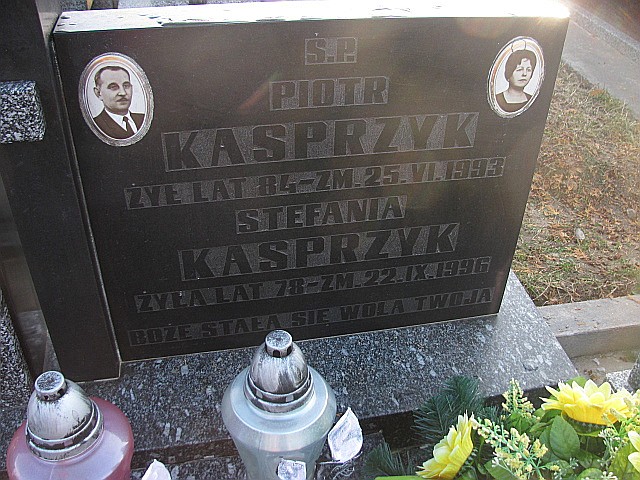 Ś.P.
PIOTR
KASPRZYK
ŻYŁ LAT 84-ZM.25.VI.1993
STEFANIA
KASPRZYK
ŻYŁA LAT 78-ZM.22.IX.1996
BOŻE STAŁA SIĘ WOLA TWOJA